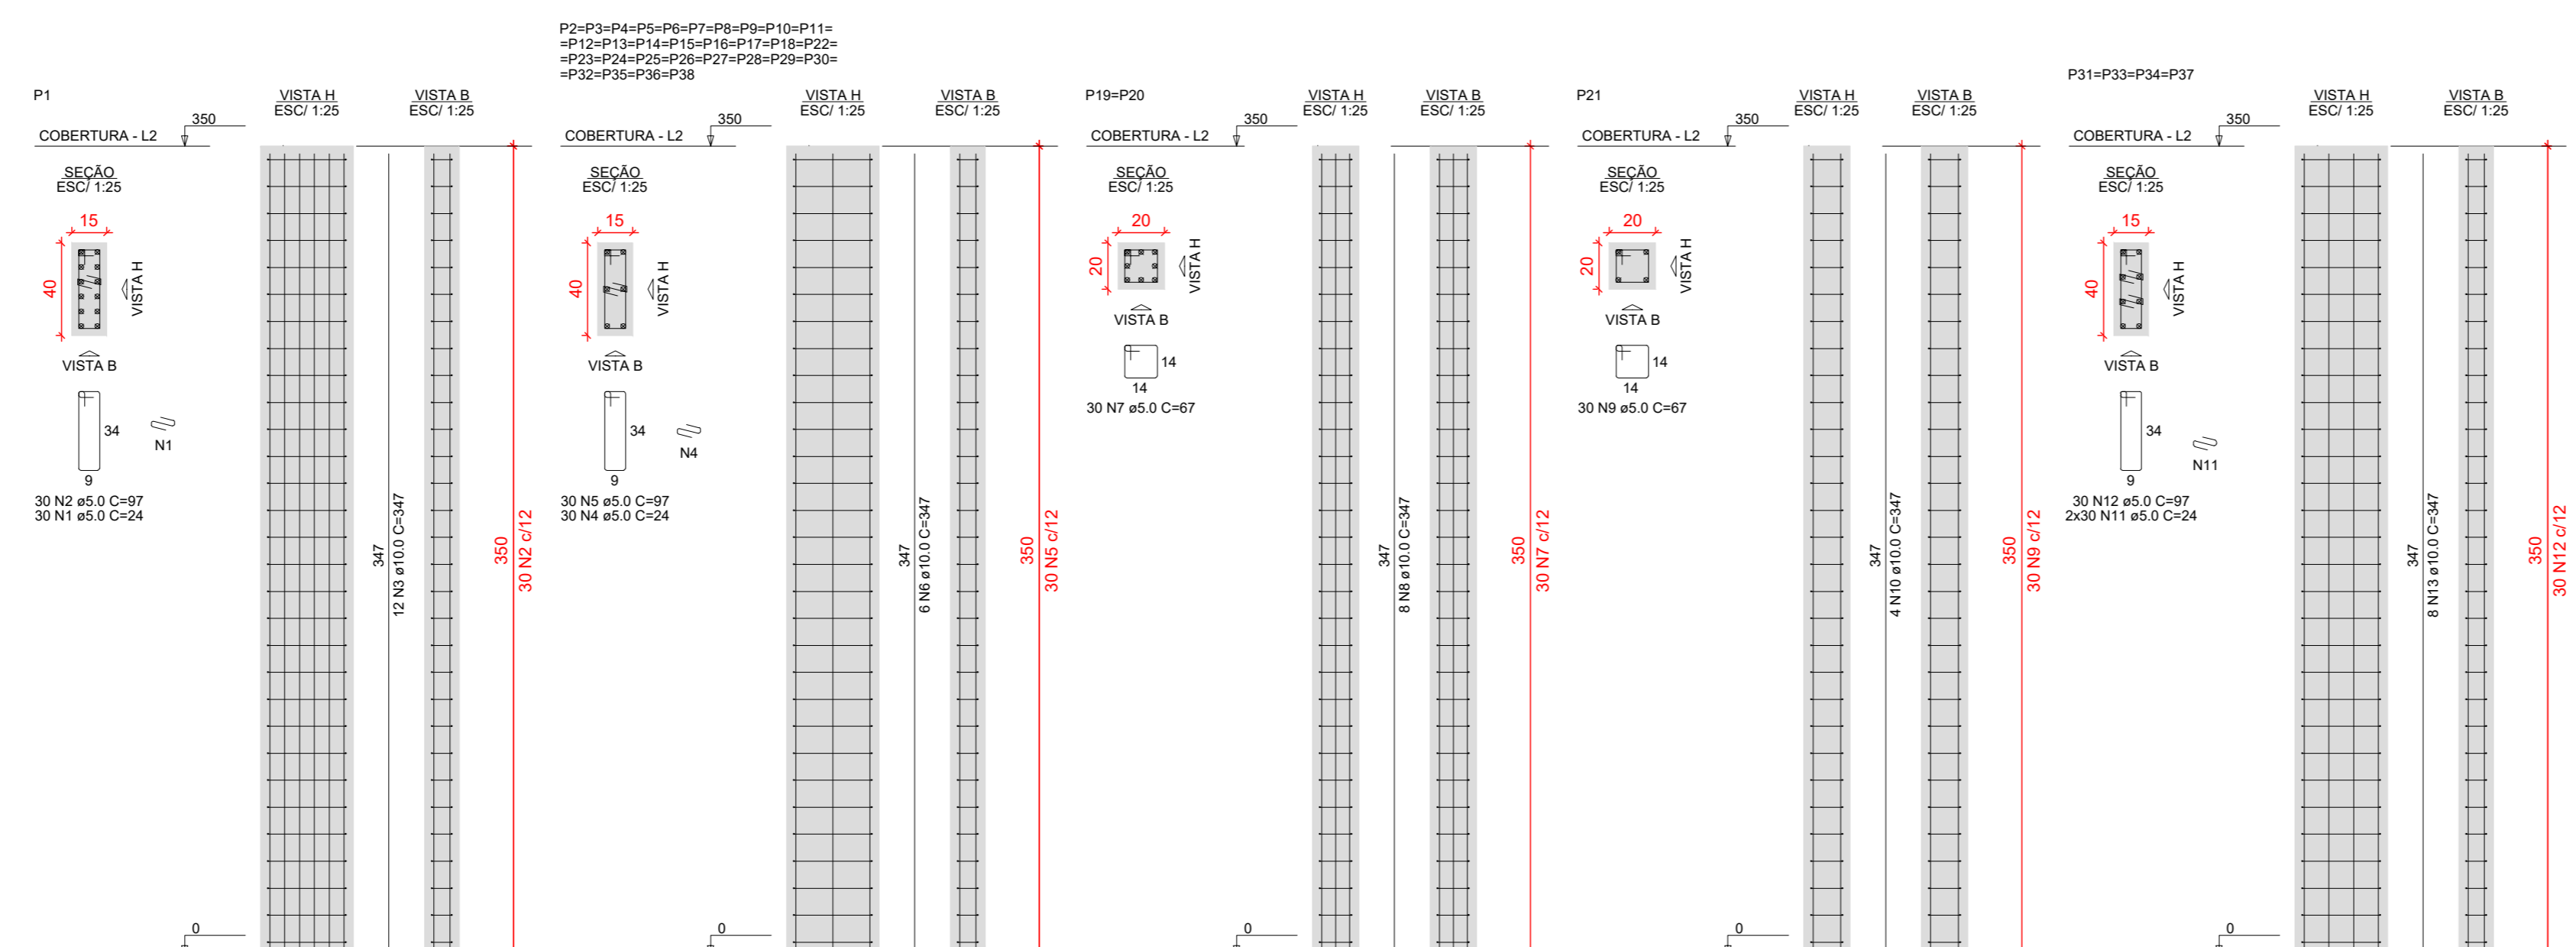 P1
VISTA H
ESC/ 1:25
VISTA B
ESC/ 1:25
350
COBERTURA - L2
SEÇÃO
ESC/ 1:25
15
40
VISTA H
VISTA B
34
N1
9
30 N2 ø5.0 C=97
30 N1 ø5.0 C=24
347
12 N3 ø10.0 C=347
350
30 N2 c/12
0
P2=P3=P4=P5=P6=P7=P8=P9=P10=P11=
=P12=P13=P14=P15=P16=P17=P18=P22=
=P23=P24=P25=P26=P27=P28=P29=P30=
=P32=P35=P36=P38
VISTA H
ESC/ 1:25
VISTA B
ESC/ 1:25
350
COBERTURA - L2
SEÇÃO
ESC/ 1:25
15
40
VISTA H
VISTA B
34
N4
9
30 N5 ø5.0 C=97
30 N4 ø5.0 C=24
347
6 N6 ø10.0 C=347
350
30 N5 c/12
0
P19=P20
VISTA H
ESC/ 1:25
VISTA B
ESC/ 1:25
350
COBERTURA - L2
SEÇÃO
ESC/ 1:25
20
20
VISTA H
VISTA B
14
14
30 N7 ø5.0 C=67
347
8 N8 ø10.0 C=347
350
30 N7 c/12
0
P21
VISTA H
ESC/ 1:25
VISTA B
ESC/ 1:25
350
COBERTURA - L2
SEÇÃO
ESC/ 1:25
20
20
VISTA H
VISTA B
14
14
30 N9 ø5.0 C=67
347
4 N10 ø10.0 C=347
350
30 N9 c/12
0
P31=P33=P34=P37
VISTA H
ESC/ 1:25
VISTA B
ESC/ 1:25
350
COBERTURA - L2
SEÇÃO
ESC/ 1:25
15
40
VISTA H
VISTA B
34
N11
9
30 N12 ø5.0 C=97
2x30 N11 ø5.0 C=24
347
8 N13 ø10.0 C=347
350
30 N12 c/12
0